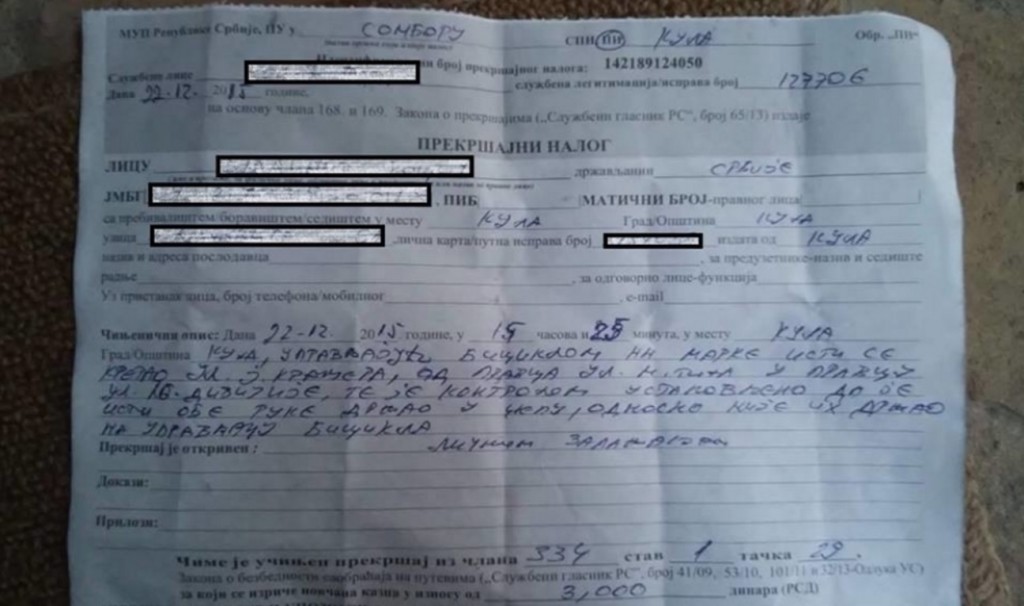 МУП Републике Србије, ПУ у СОМБОРУ СПИ ПИ КУЛА Обр. „ПН“
број прекршајног налога: 142189124050
Службено лице службена легитимација/исправа број 127706
Дана 22-12. 2015 године,
на основу члана 168. и 169. Закона о прекршајима („Службени гласник РС“, број 65/13) издаје
ПРЕКРШАЈНИ НАЛОГ
ЛИЦУ држављанин СРБИЈЕ
ЈМБГ , ПИБ МАТИЧНИ БРОЈ-правног лица
са пребивалиштем/боравиштем/седиштем у месту КУЛА Град/Општина КУЛА
улица , лична карта/путна исправа број издата од КУЛА
назив и адреса послодавца , за предузетнике-назив и седиште
радње , за одговорно лице-функција
Уз пристанак лица, број телефона/мобилног , e-mail
Чињенични опис: Дана 22-12. 2015 године, у 15 часова и 25 минута, у месту КУЛА
Град/Општина КУЛА, БИЦИКЛОМ МАРКЕ ИСТИ СЕ
УЛ. ОД ПРАВЦА УЛ. М. ТИТА У ПРАВЦУ
УЛ. 16. ДИВИЗИЈЕ, ТЕ ЈЕ КОНТРОЛОМ УСТАНОВЉЕНО ДА ЈЕ
ИСТИ ОБЕ РУКЕ ДРЖАО У ЏЕПУ, ОДНОСНО НИЈЕ ИХ ДРЖАО
НА УПРАВЉАЧУ БИЦИКЛА
Прекршај је откривен : ЛИЧНИМ ЗАПАЖАЊЕМ
Докази:
Прилози:
Чиме је учињен прекршај из члана 334 став 1 тачка 29.
Закона о безбедности саобраћаја на путевима („Службени гласник РС“, број 41/09, 53/10, 101/11 и 32/13-Одлука УС)
за који се изриче новчана казна у износу од 3,000 динара (РСД)